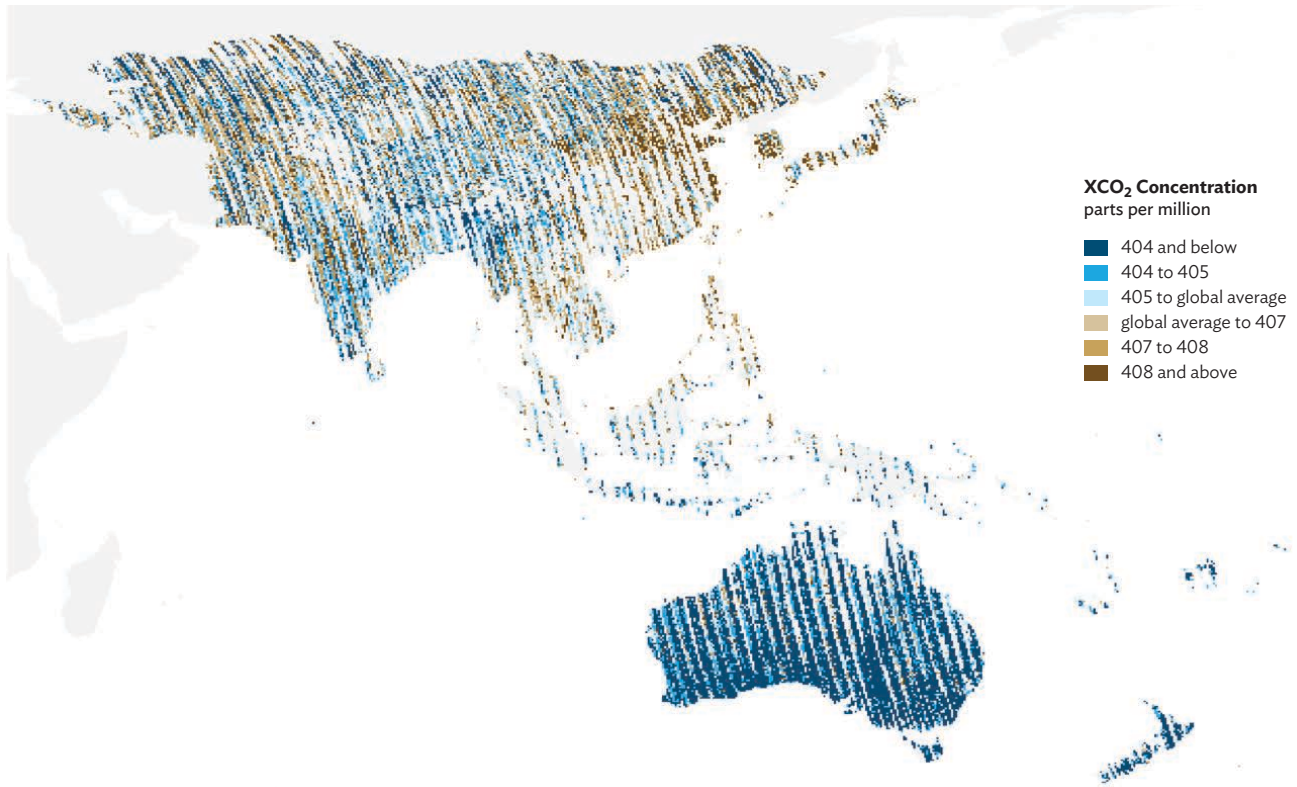 XCO₂ Concentration
parts per million
404 and below
404 to 405
405 to global average
global average to 407
407 to 408
408 and above